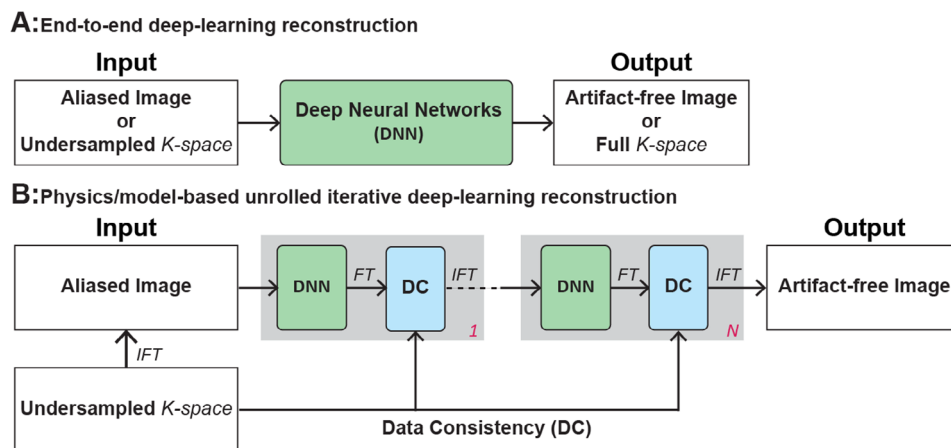 A:End-to-end deep-learning reconstruction
Input
Output
Aliased Image
or
Undersampled K-space
Deep Neural Networks
(DNN)
Artifact-free Image
or
Full K-space
B:Physics/model-based unrolled iterative deep-learning reconstruction
Input
Output
Aliased Image
DNN
FT
DC
IFT
1
DNN
FT
DC
IFT
N
Artifact-free Image
IFT
Undersampled K-space
Data Consistency (DC)